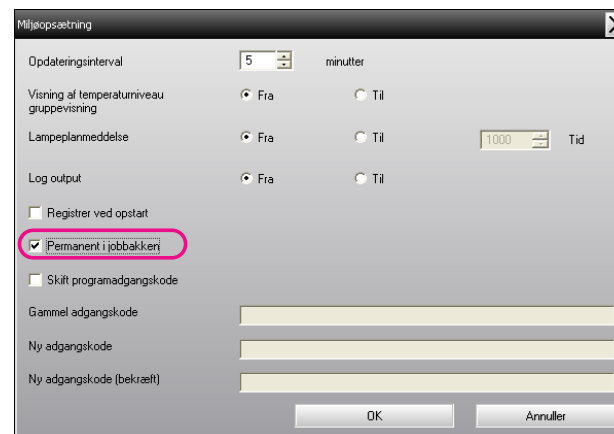 Miljøopsætning
Opdateringsinterval 5 minutter
Visning af temperaturniveau
gruppevisning Fra Til
Lampeplanmeddelse Fra Til 1000 Tid
Log output Fra Til
Registrer ved opstart
Permanent i jobbakken
Skift programadgangskode
Gammel adgangskode
Ny adgangskode
Ny adgangskode (bekræft)
OK Annuller